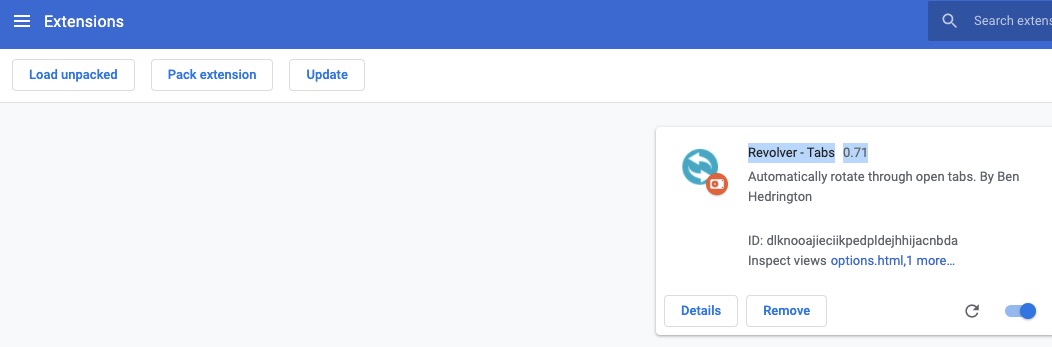 Extensions
Search extens
Load unpacked
Pack extension
Update
Revolver - Tabs 0.71
Automatically rotate through open tabs. By Ben
Hedrington
ID: dlknooajieciikpedpldejhhijacnbda
Inspect views options.html,1 more…
Details
Remove